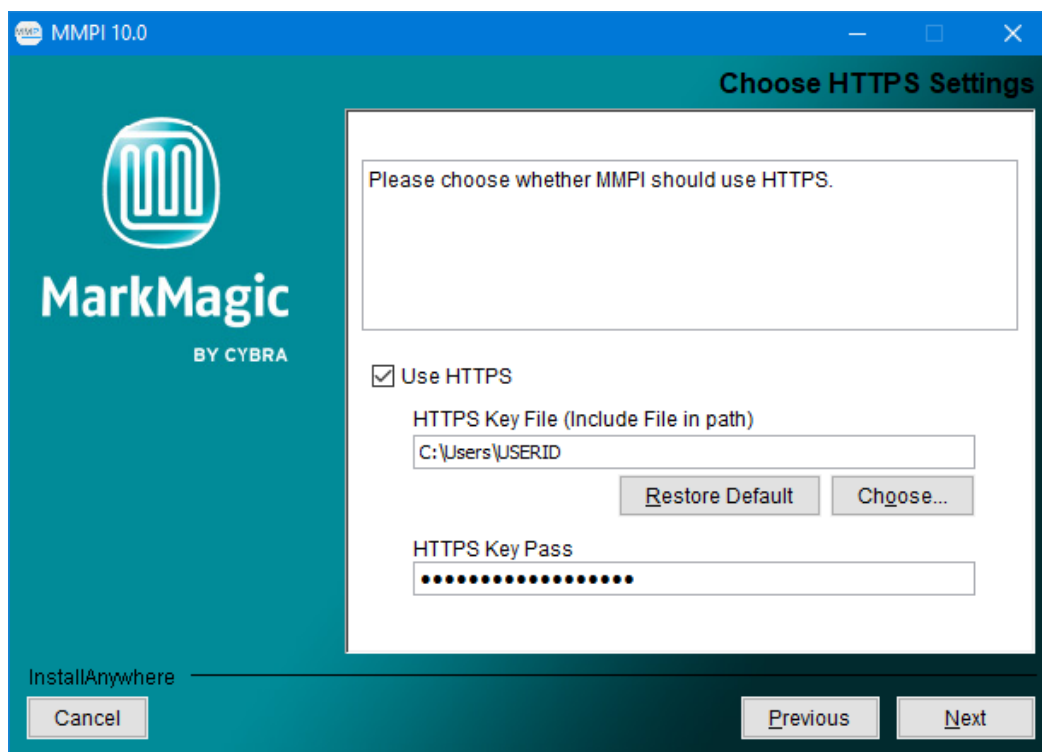 MMPI 10.0
Choose HTTPS Settings
MarkMagic
BY CYBRA
Please choose whether MMPI should use HTTPS.
Use HTTPS
HTTPS Key File (Include File in path)
C:\Users\USERID
Restore Default
Choose...
HTTPS Key Pass
••••••••••••••••••
InstallAnywhere
Cancel
Previous
Next